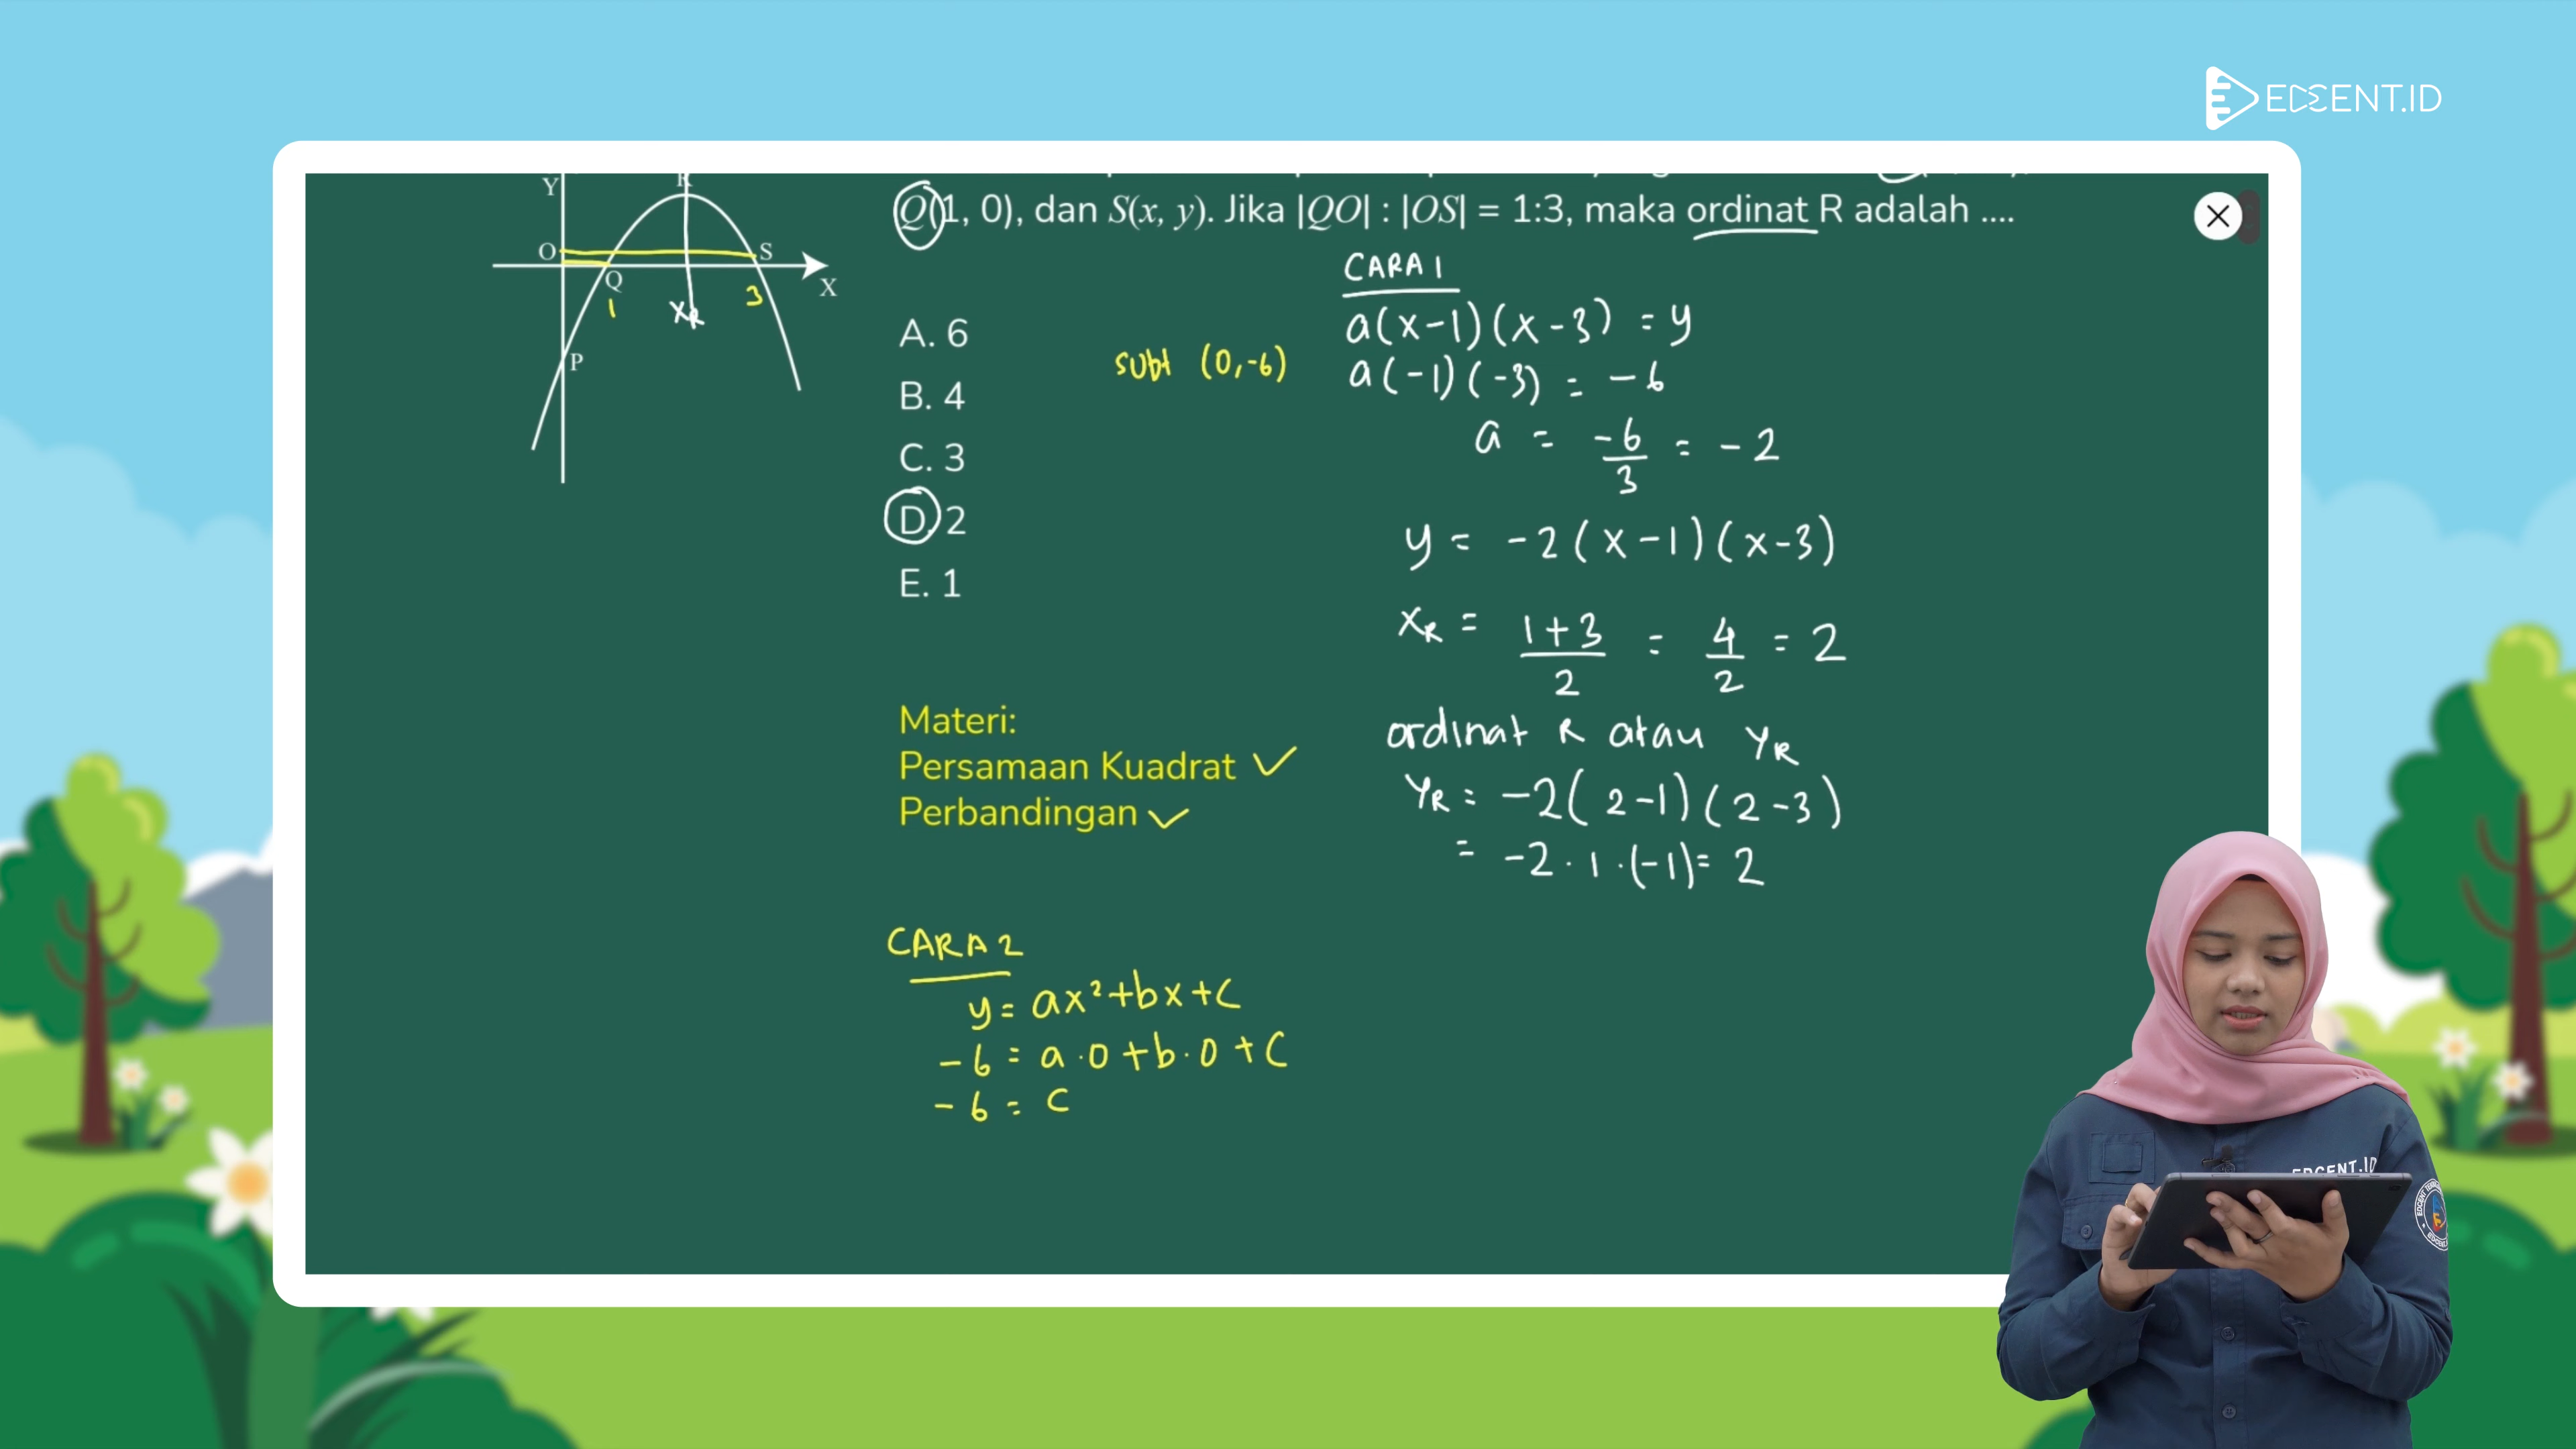 EDCENT.ID
Q(1, 0), dan S(x, y). Jika |QO| : |OS| = 1:3, maka ordinat R adalah ....
Y
R
O
S
Q
X
1
XR
3
P
A. 6
B. 4
C. 3
D. 2
E. 1
subt (0,-6)
CARA 1
a(x-1)(x-3) = y
a(-1)(-3) = -6
a = -6/3 = -2
y = -2(x-1)(x-3)
xR = 1+3/2 = 4/2 = 2
ordinat R atau YR
YR = -2(2-1)(2-3)
= -2·1·(-1)= 2
Materi:
Persamaan Kuadrat ✓
Perbandingan ✓
CARA 2
y = ax²+bx+c
-6 = a·0+b·0+C
-6 = C
EDCENT.ID